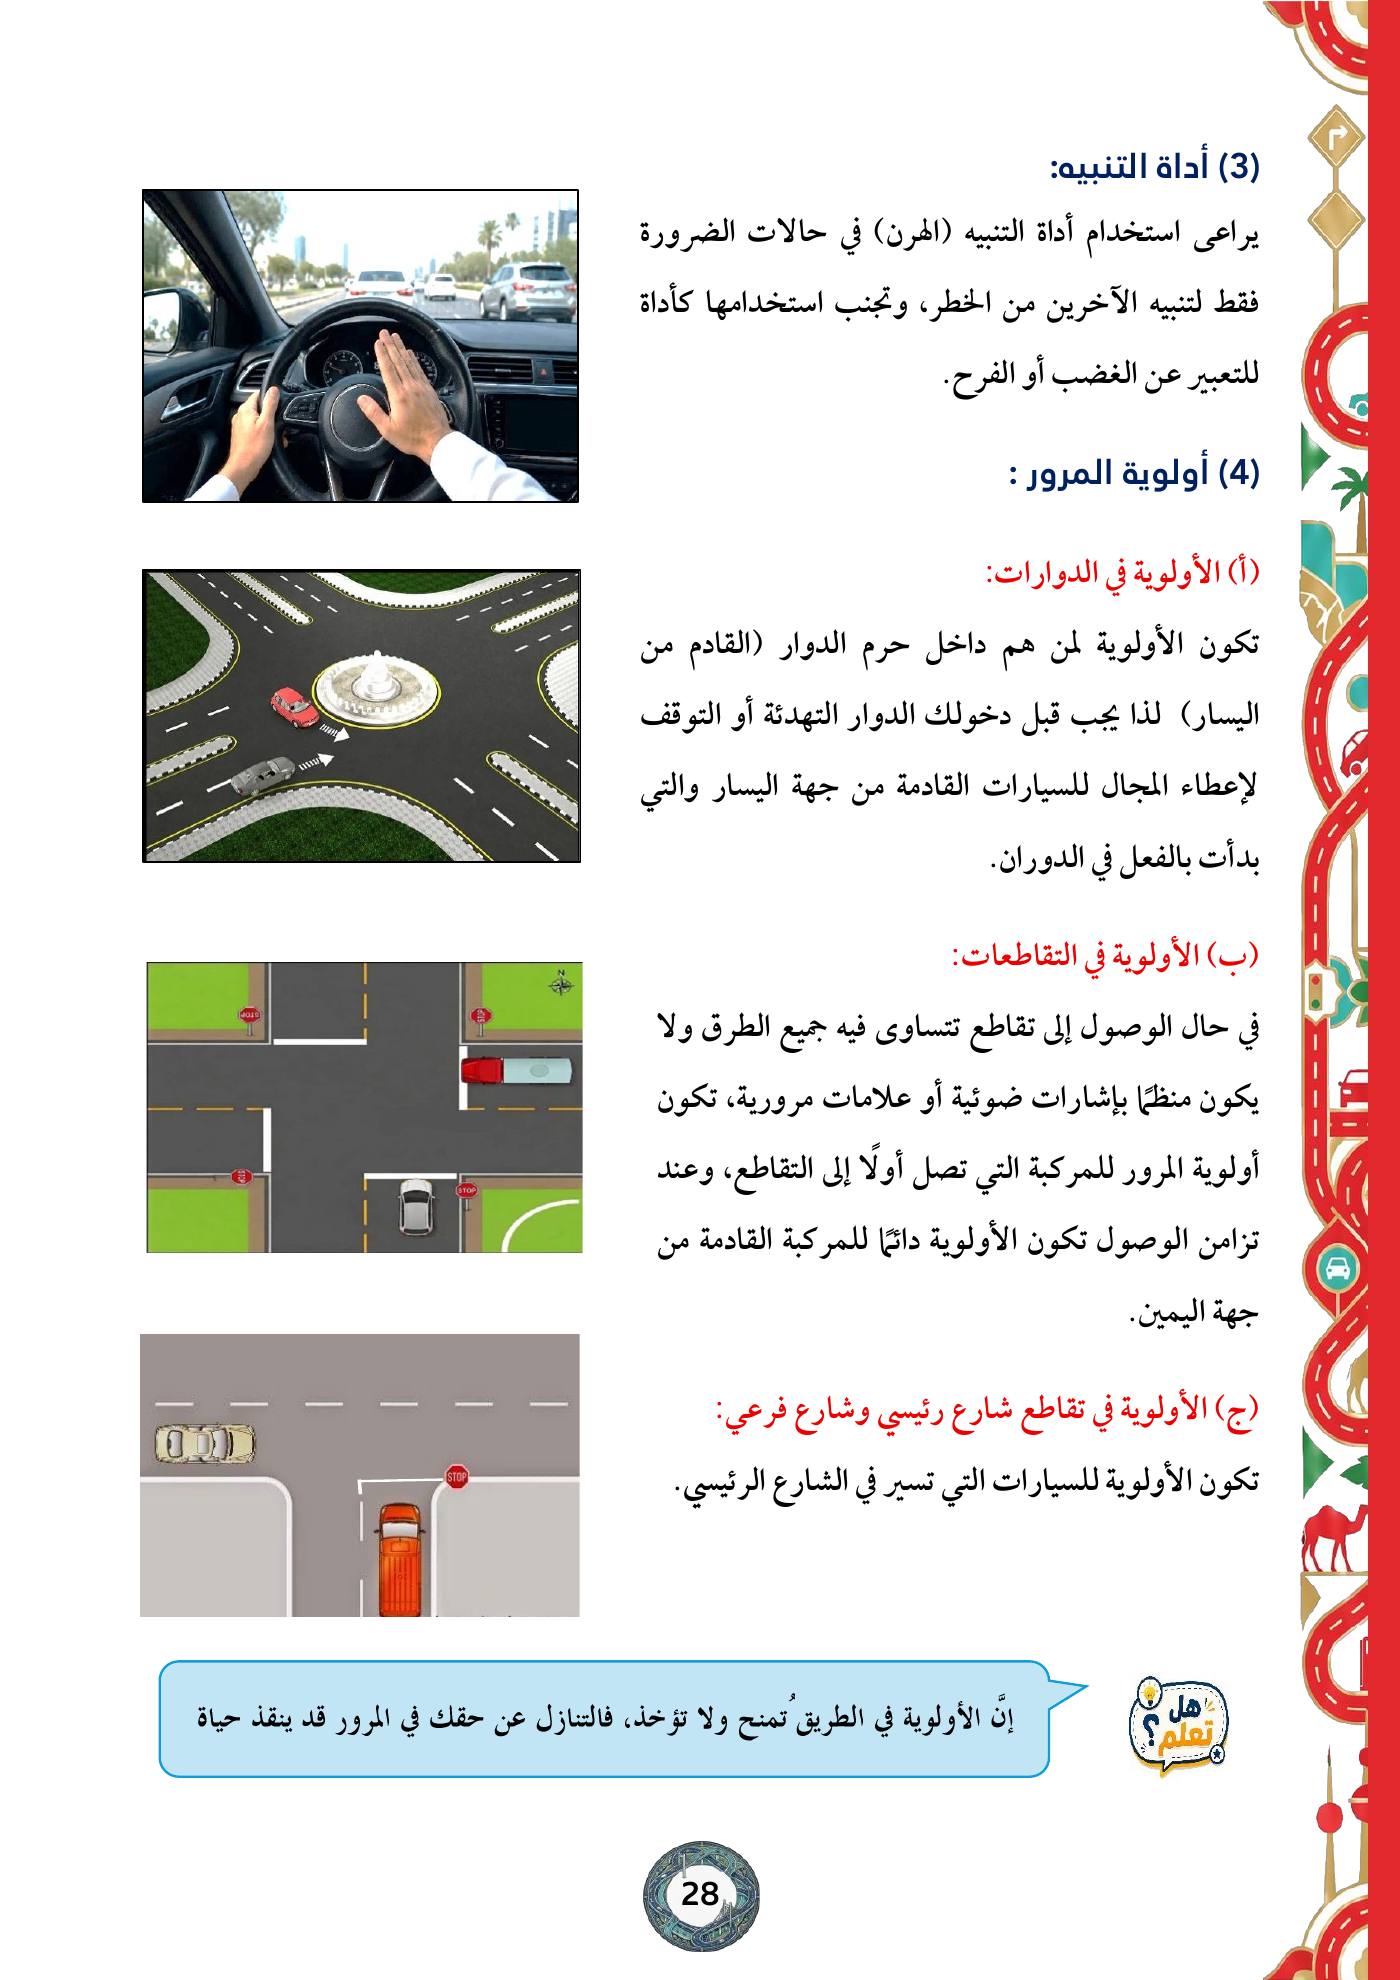 (3) أداة التنبيه:
يراعى استخدام أداة التنبيه (الهرن) في حالات الضرورة
فقط لتنبيه الآخرين من الخطر، وتجنب استخدامها كأداة
للتعبير عن الغضب أو الفرح.
(4) أولوية المرور :
(أ) الأولوية في الدوارات:
تكون الأولوية لمن هم داخل حرم الدوار (القادم من
اليسار) لذا يجب قبل دخولك الدوار التهدئة أو التوقف
لإعطاء المجال للسيارات القادمة من جهة اليسار والتي
بدأت بالفعل في الدوران.
(ب) الأولوية في التقاطعات:
في حال الوصول إلى تقاطع تتساوى فيه جميع الطرق ولا
يكون منظمًا بإشارات ضوئية أو علامات مرورية، تكون
أولوية المرور للمركبة التي تصل أولًا إلى التقاطع، وعند
تزامن الوصول تكون الأولوية دائمًا للمركبة القادمة من
جهة اليمين.
N
STOP
STOP
STOP
STOP
(ج) الأولوية في تقاطع شارع رئيسي وشارع فرعي:
تكون الأولوية للسيارات التي تسير في الشارع الرئيسي.
STOP
هل
تعلم؟
إنَّ الأولوية في الطريق تُمنح ولا تؤخذ، فالتنازل عن حقك في المرور قد ينقذ حياة
28